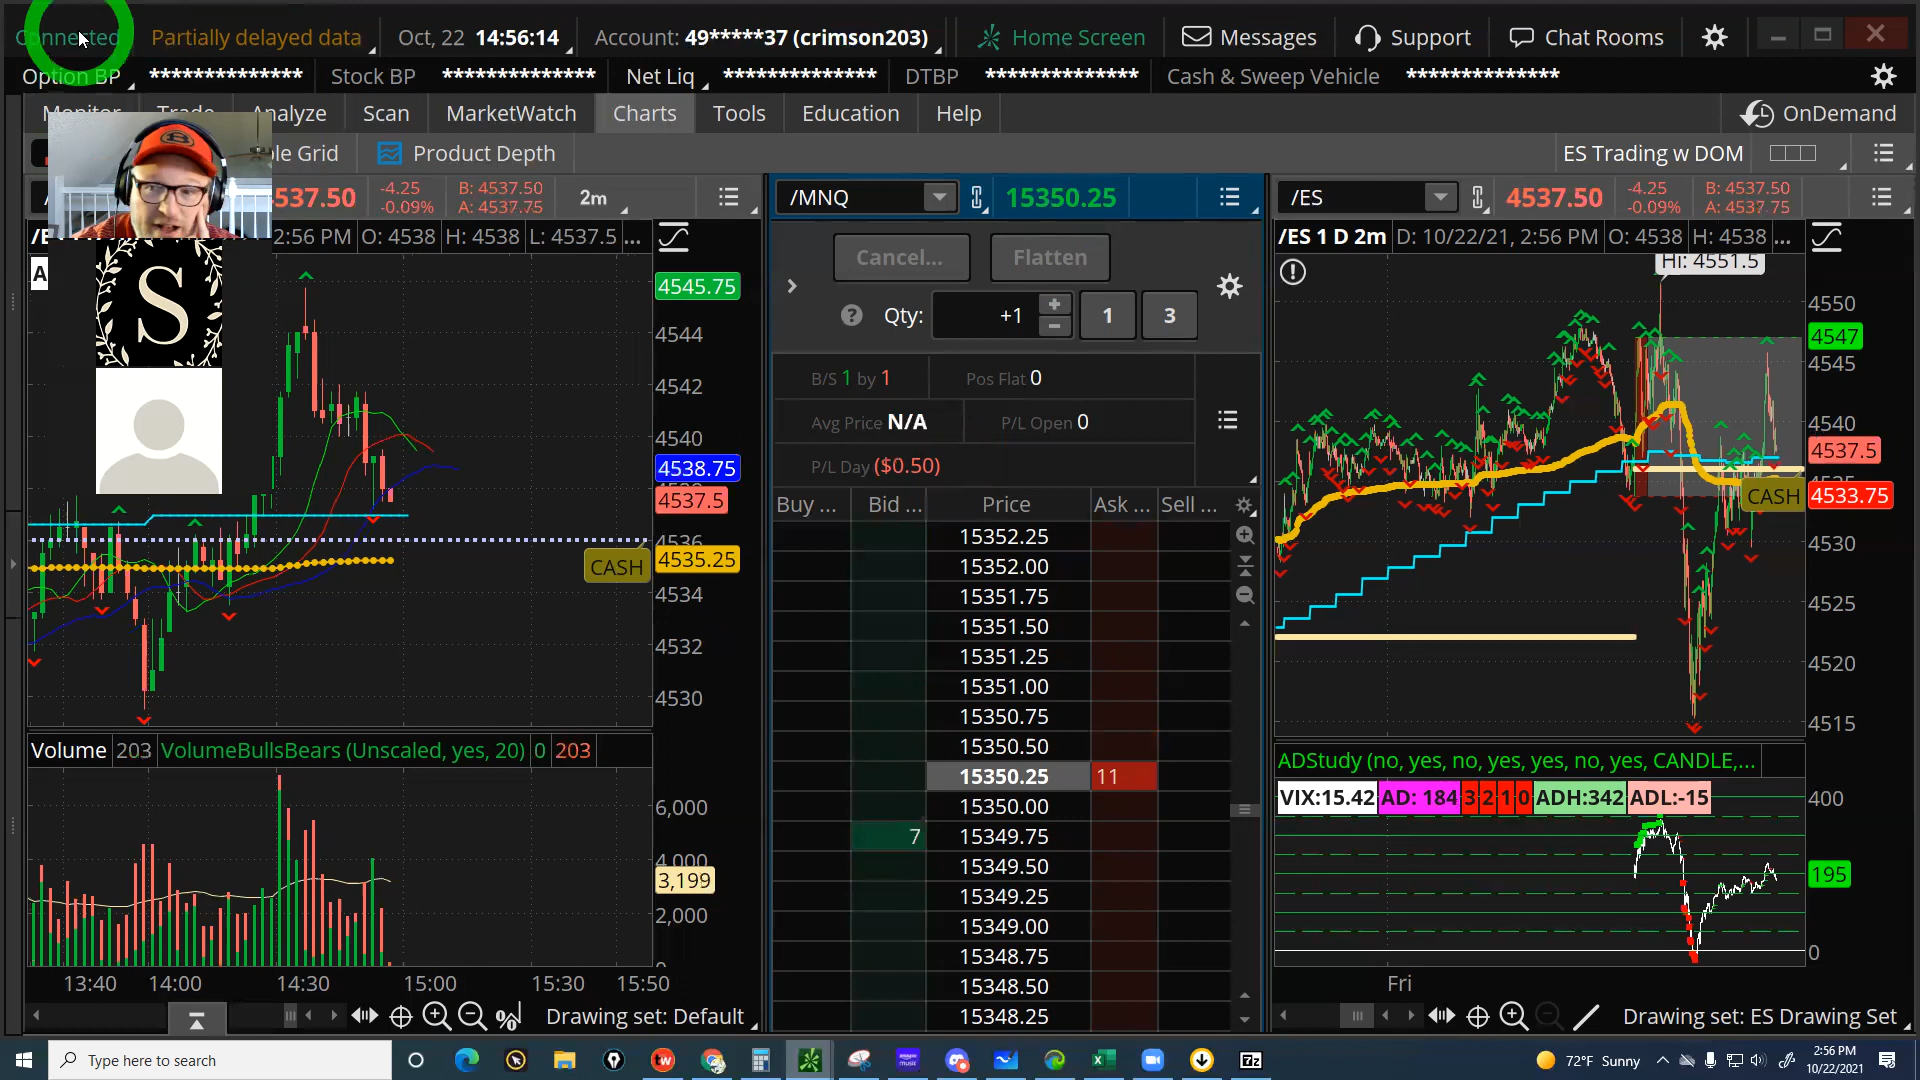 Connected Partially delayed data Oct, 22 14:56:14 Account: 49*****37 (crimson203) Home Screen Messages Support Chat Rooms
Option BP ************** Stock BP ************** Net Liq ************** DTBP ************** Cash & Sweep Vehicle **************
Monitor Trade Analyze Scan MarketWatch Charts Tools Education Help OnDemand
le Grid Product Depth ES Trading w DOM
537.50 -4.25 -0.09% B: 4537.50 A: 4537.75 2m
/MNQ 15350.25
/ES 4537.50 -4.25 -0.09% B: 4537.50 A: 4537.75
2:56 PM O: 4538 H: 4538 L: 4537.5 ...
/ES 1 D 2m D: 10/22/21, 2:56 PM O: 4538 H: 4538 ...
A
S
4545.75
4544
4542
4540
4538.75
4537.5
4536
CASH 4535.25
4534
4532
4530
Volume 203 VolumeBullsBears (Unscaled, yes, 20) 0 203
6,000
4,000
3,199
2,000
13:40 14:00 14:30 15:00 15:30 15:50
Drawing set: Default
Cancel... Flatten
Qty: +1 1 3
B/S 1 by 1 Pos Flat 0
Avg Price N/A P/L Open 0
P/L Day ($0.50)
Buy ... Bid ... Price Ask ... Sell ...
15352.25
15352.00
15351.75
15351.50
15351.25
15351.00
15350.75
15350.50
15350.25 11
15350.00
7 15349.75
15349.50
15349.25
15349.00
15348.75
15348.50
15348.25
Hi: 4551.5
4550
4547
4545
4540
4537.5
CASH 4533.75
4530
4525
4520
4515
ADStudy (no, yes, no, yes, yes, no, yes, CANDLE,...
VIX:15.42 AD: 184 3 2 1 0 ADH:342 ADL:-15
400
195
0
Fri
Drawing set: ES Drawing Set
Type here to search
72°F Sunny
2:56 PM
10/22/2021